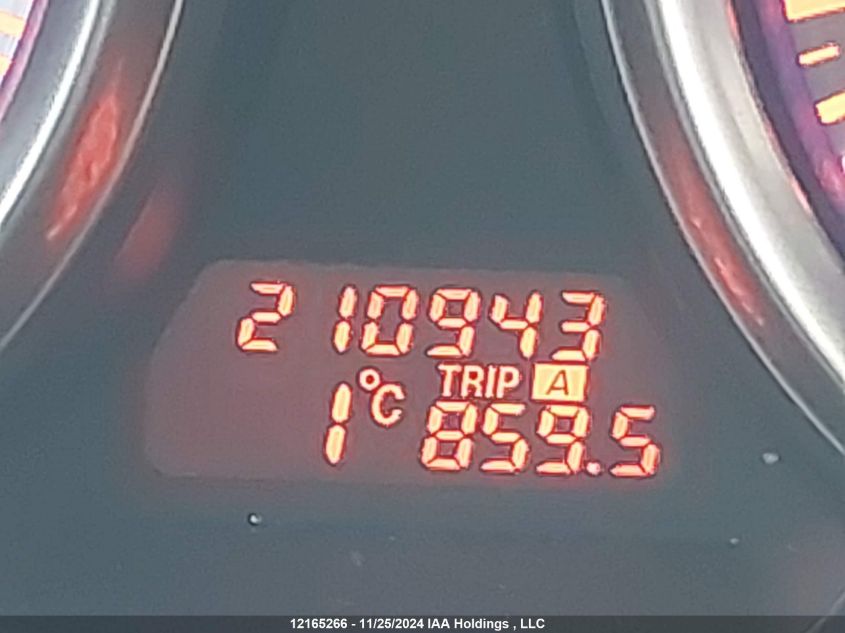 210943
TRIP A
1°C 859.5
12165266 - 11/25/2024 IAA Holdings , LLC